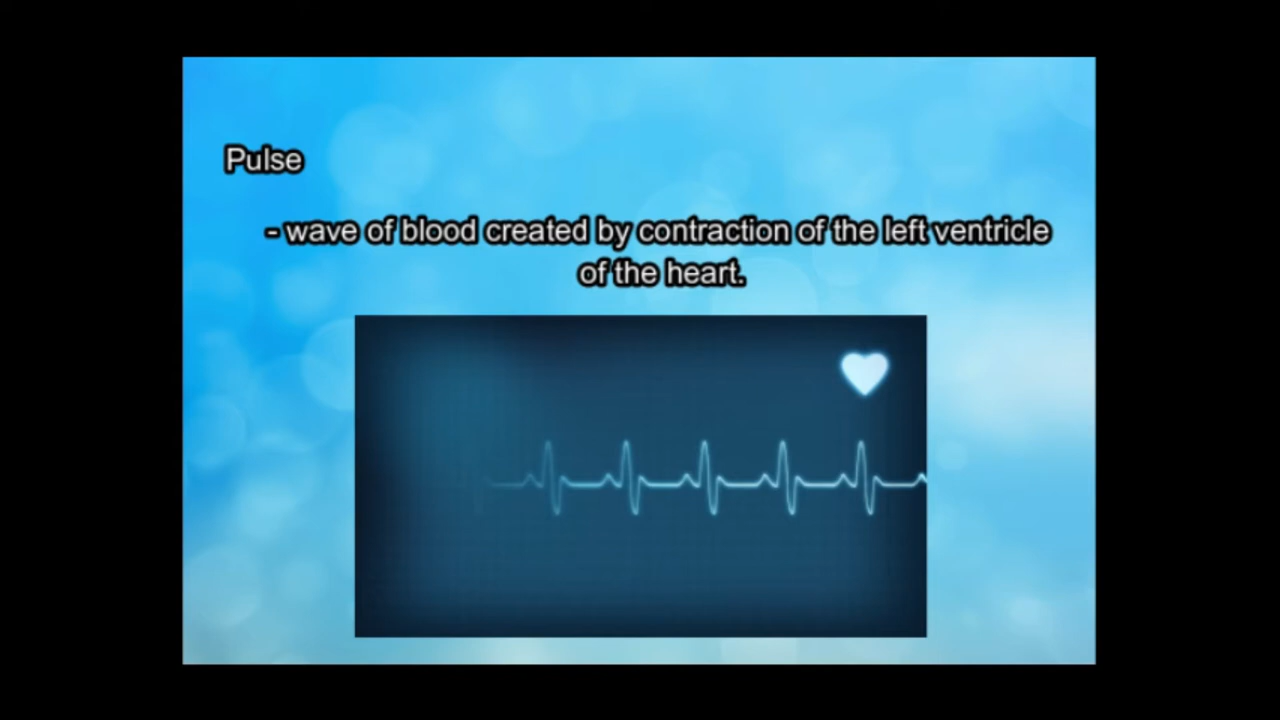 Pulse
- wave of blood created by contraction of the left ventricle
of the heart.